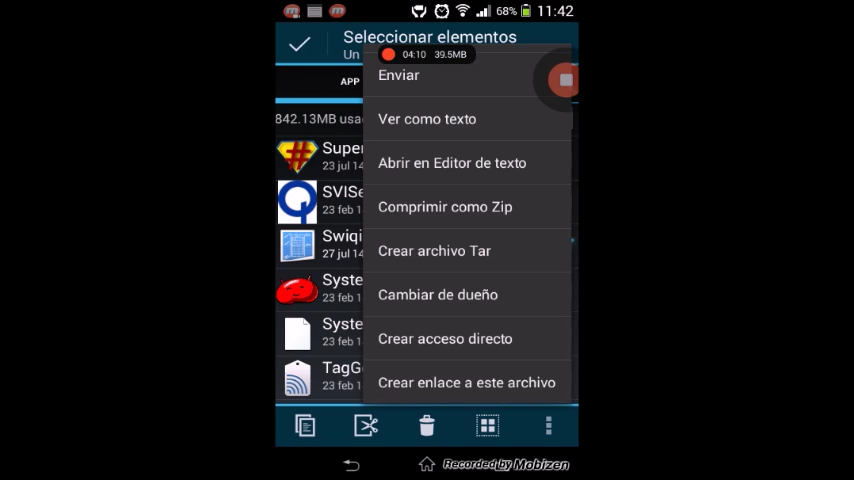 68% 11:42
Seleccionar elementos
Un
04:10 39.5MB
APP
Enviar
842.13MB usa
Ver como texto
Super
23 jul 14
Abrir en Editor de texto
SVISe
23 feb 1
Comprimir como Zip
Swiqi
27 jul 14
Crear archivo Tar
Syste
23 feb 1
Cambiar de dueño
Syste
23 feb 1
Crear acceso directo
TagG
23 feb 1
Crear enlace a este archivo
Recorded by Mobizen